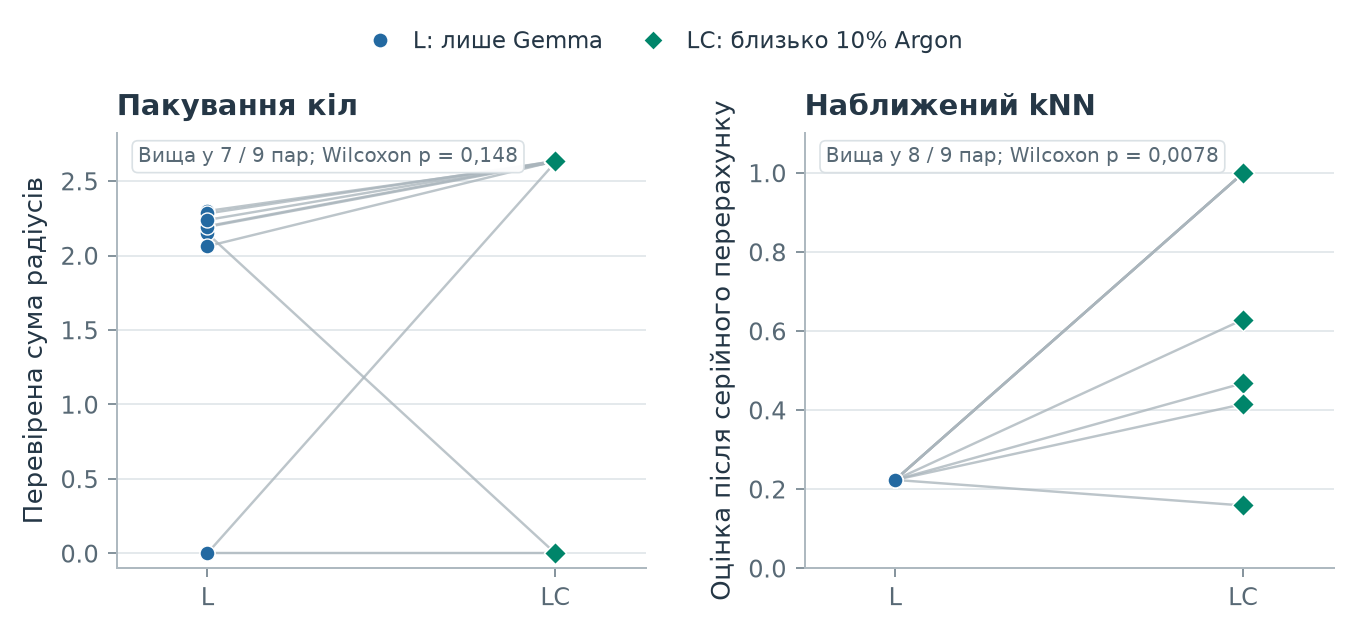 L: лише Gemma
LC: близько 10% Argon
Пакування кіл
Вища у 7 / 9 пар; Wilcoxon p = 0,148
Перевірена сума радіусів
2.5
2.0
1.5
1.0
0.5
0.0
L
LC
Наближений kNN
Вища у 8 / 9 пар; Wilcoxon p = 0,0078
Оцінка після серійного перерахунку
1.0
0.8
0.6
0.4
0.2
0.0
L
LC